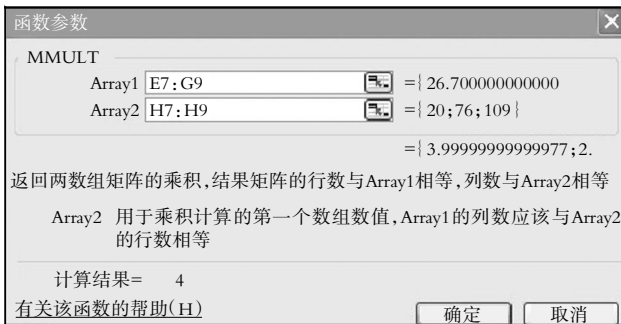 函数参数
MMULT
Array1 E7:G9 ={26.700000000000
Array2 H7:H9 ={20;76;109}
={3.99999999999977;2.
返回两数组矩阵的乘积,结果矩阵的行数与Array1相等,列数与Array2相等
Array2 用于乘积计算的第一个数组数值,Array1的列数应该与Array2
的行数相等
计算结果= 4
有关该函数的帮助(H)
确定 取消